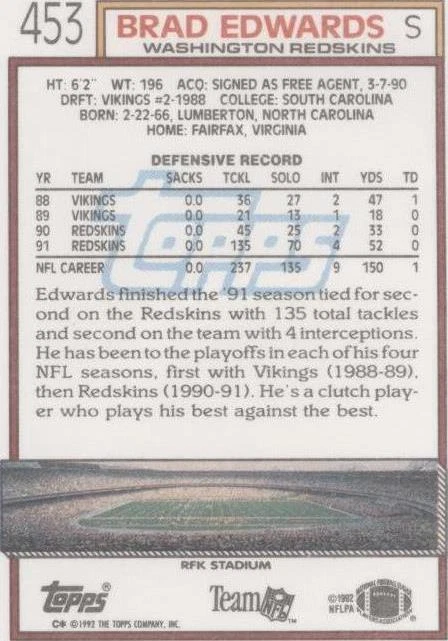 453 BRAD EDWARDS S
WASHINGTON REDSKINS
HT: 6'2" WT: 196 ACQ: SIGNED AS FREE AGENT, 3-7-90
DRFT: VIKINGS #2-1988 COLLEGE: SOUTH CAROLINA
BORN: 2-22-66, LUMBERTON, NORTH CAROLINA
HOME: FAIRFAX, VIRGINIA
DEFENSIVE RECORD
YR TEAM SACKS TCKL SOLO INT YDS TD
88 VIKINGS 0.0 36 27 2 47 1
89 VIKINGS 0.0 21 13 1 18 0
90 REDSKINS 0.0 45 25 2 33 0
91 REDSKINS 0.0 135 70 4 52 0
NFL CAREER 0.0 237 135 9 150 1
Topps
Edwards finished the '91 season tied for sec-
ond on the Redskins with 135 total tackles
and second on the team with 4 interceptions.
He has been to the playoffs in each of his four
NFL seasons, first with Vikings (1988-89),
then Redskins (1990-91). He's a clutch play-
er who plays his best against the best.
RFK STADIUM
Topps®
C* ©1992 THE TOPPS COMPANY, INC.
Team NFL™
©1992
NFLPA